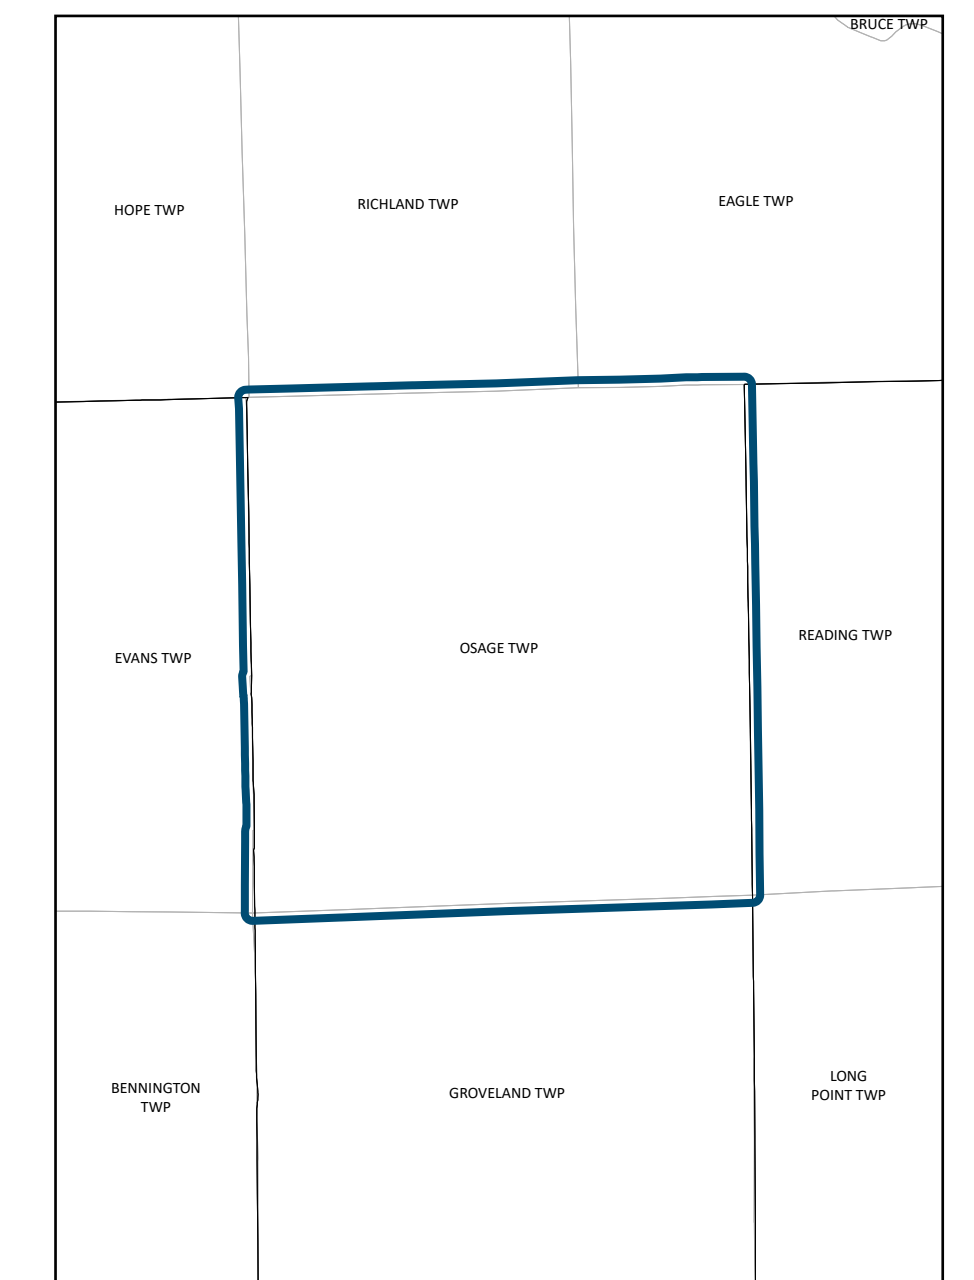 BRUCE TWP
HOPE TWP
RICHLAND TWP
EAGLE TWP
EVANS TWP
OSAGE TWP
READING TWP
BENNINGTON
TWP
GROVELAND TWP
LONG
POINT TWP